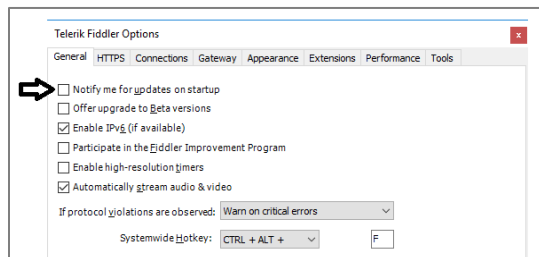 Telerik Fiddler Options
x
General HTTPS Connections Gateway Appearance Extensions Performance Tools
Notify me for updates on startup
Offer upgrade to Beta versions
Enable IPv6 (if available)
Participate in the Fiddler Improvement Program
Enable high-resolution timers
Automatically stream audio & video
If protocol violations are observed: Warn on critical errors
Systemwide Hotkey: CTRL + ALT + F